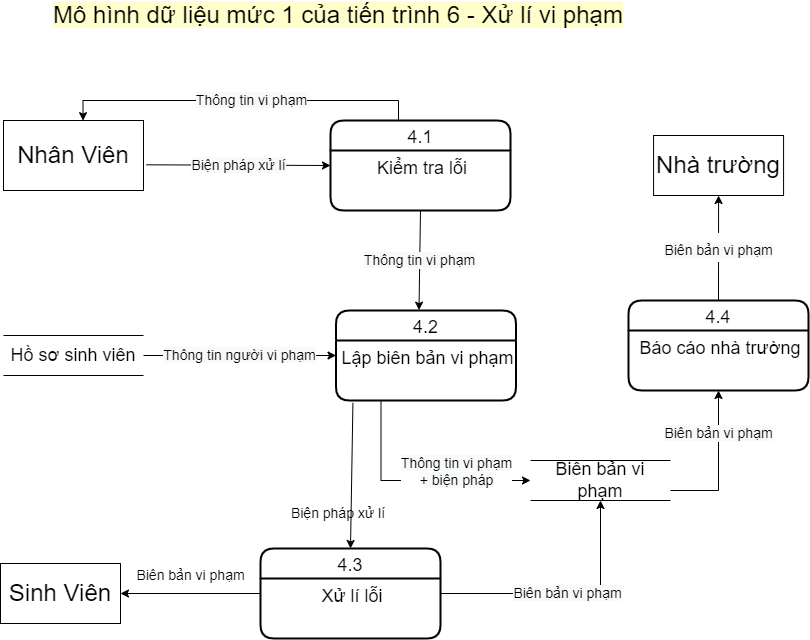 Mô hình dữ liệu mức 1 của tiến trình 6 - Xử lí vi phạm
Thông tin vi phạm
Nhân Viên
Biện pháp xử lí
4.1
Kiểm tra lỗi
Nhà trường
Thông tin vi phạm
Biên bản vi phạm
4.2
Lập biên bản vi phạm
Hồ sơ sinh viên
Thông tin người vi phạm
4.4
Báo cáo nhà trường
Biên bản vi phạm
Thông tin vi phạm
+ biện pháp
Biên bản vi
phạm
Biện pháp xử lí
4.3
Xử lí lỗi
Biên bản vi phạm
Sinh Viên
Biên bản vi phạm